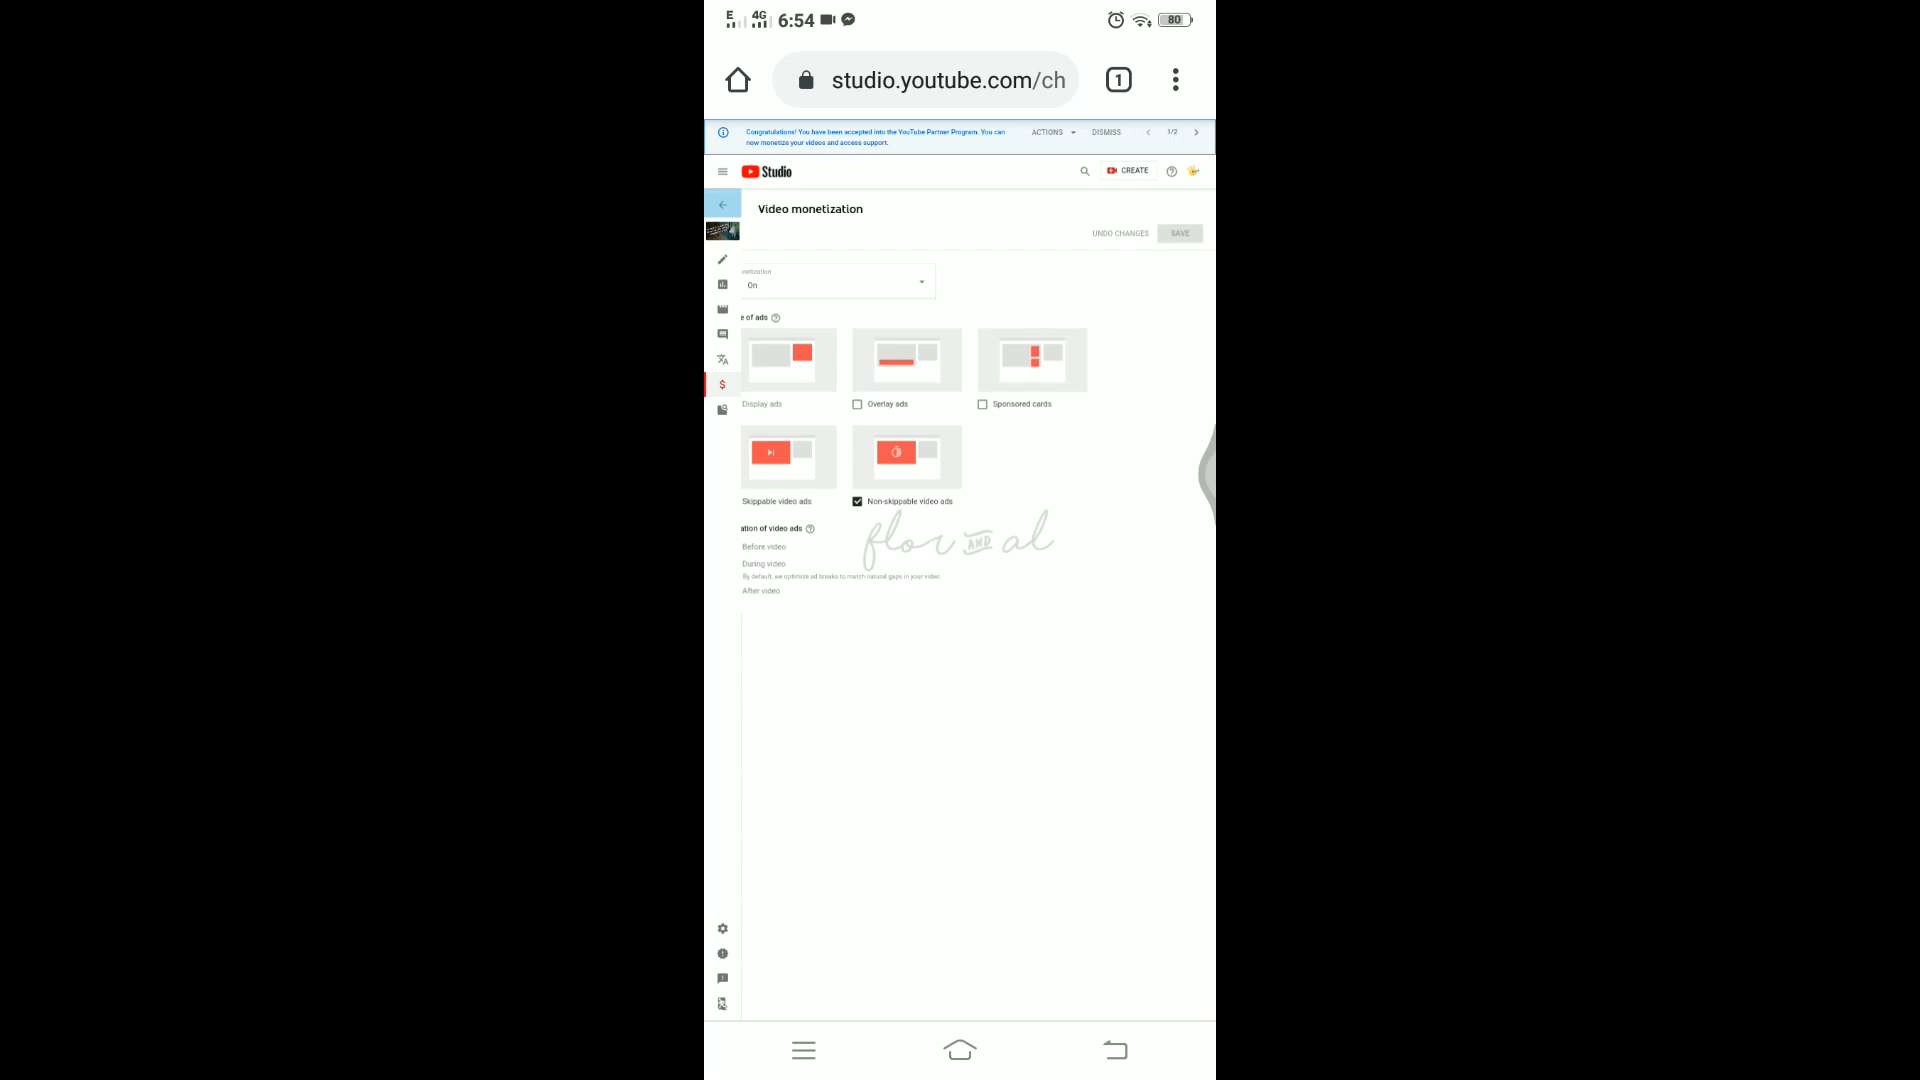 E 4G 6:54 80
studio.youtube.com/ch 1
Congratulations! You have been accepted into the YouTube Partner Program. You can
now monetize your videos and access support.
ACTIONS DISMISS 1/2
Studio CREATE
Video monetization
UNDO CHANGES SAVE
netization
On
e of ads
Display ads Overlay ads Sponsored cards
Skippable video ads Non-skippable video ads
ation of video ads
flor AND al
Before video
During video
By default, we optimize ad breaks to match natural gaps in your video
After video